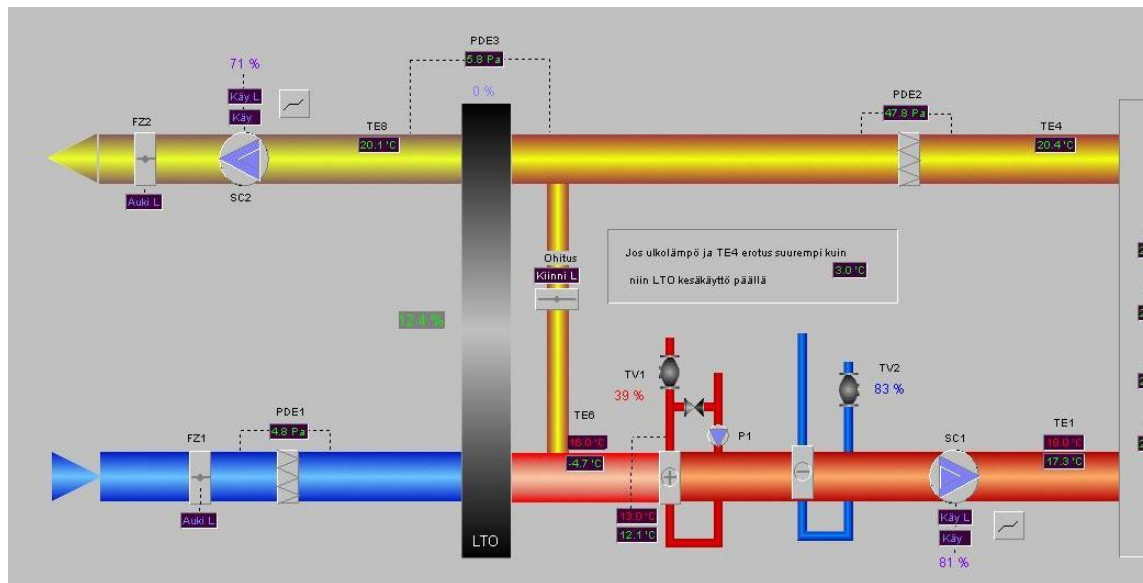 PDE3
5.8 Pa
71 %
0 %
PDE2
Käy L
47.8 Pa
FZ2
Käy
TE8
TE4
20.1 °C
20.4 °C
Auki L
SC2
Jos ulkolämpö ja TE4 erotus suurempi kuin
3.0 °C
niin LTO kesäkäyttö päällä
Ohitus
Kiinni L
12.4 %
TV1
39 %
TV2
83 %
PDE1
4.8 Pa
FZ1
TE6
16.0 °C
-4.7 °C
P1
SC1
TE1
18.0 °C
17.3 °C
Auki L
13.0 °C
12.1 °C
LTO
Käy L
Käy
81 %